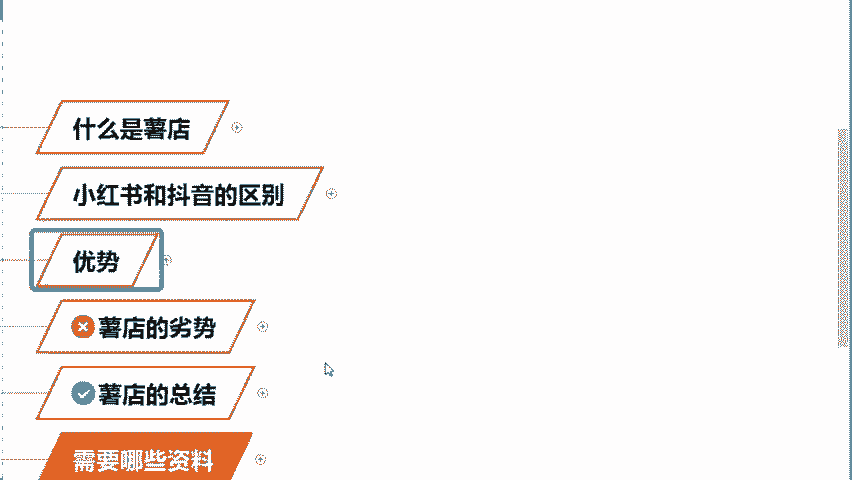 什么是薯店
小红书和抖音的区别
优势
薯店的劣势
薯店的总结
需要哪些资料